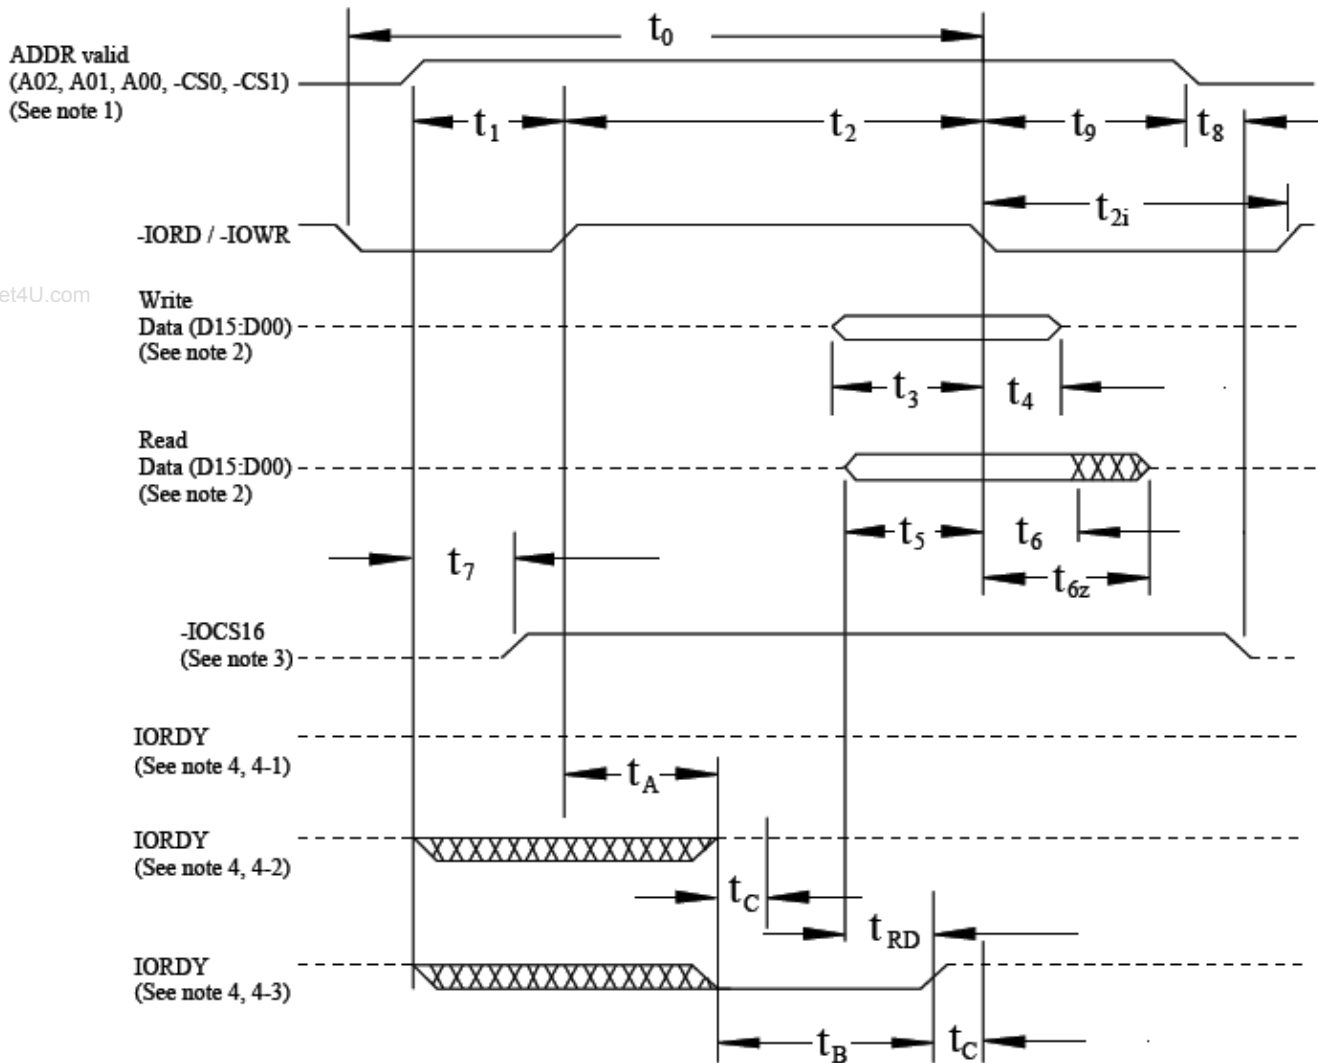 t0
ADDR valid
(A02, A01, A00, -CS0, -CS1)
(See note 1)
t1
t2
t9
t8
t2i
-IORD / -IOWR
et4U.com
Write
Data (D15:D00)
(See note 2)
t3
t4
Read
Data (D15:D00)
(See note 2)
t5
t6
t7
t6z
-IOCS16
(See note 3)
IORDY
(See note 4, 4-1)
tA
IORDY
(See note 4, 4-2)
tC
tRD
IORDY
(See note 4, 4-3)
tB
tC